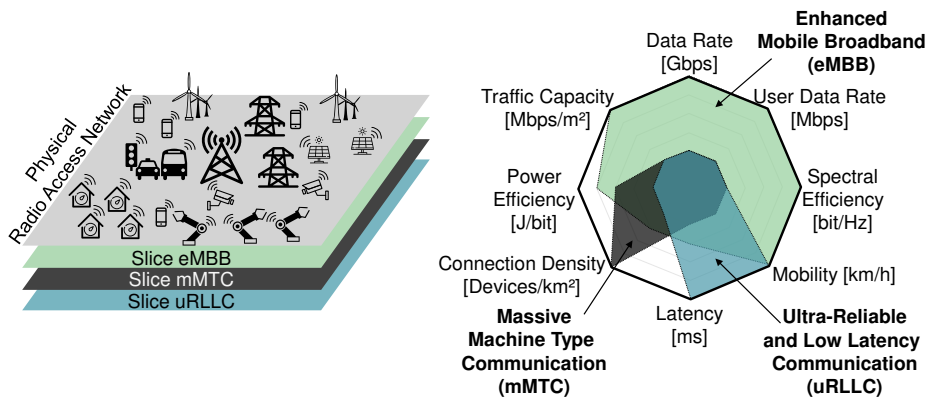 Physical
Radio Access Network
Slice eMBB
Slice mMTC
Slice uRLLC
Enhanced
Mobile Broadband
(eMBB)
Data Rate
[Gbps]
Traffic Capacity
[Mbps/m²]
User Data Rate
[Mbps]
Power
Efficiency
[J/bit]
Spectral
Efficiency
[bit/Hz]
Connection Density
[Devices/km²]
Mobility [km/h]
Latency
[ms]
Massive
Machine Type
Communication
(mMTC)
Ultra-Reliable
and Low Latency
Communication
(uRLLC)